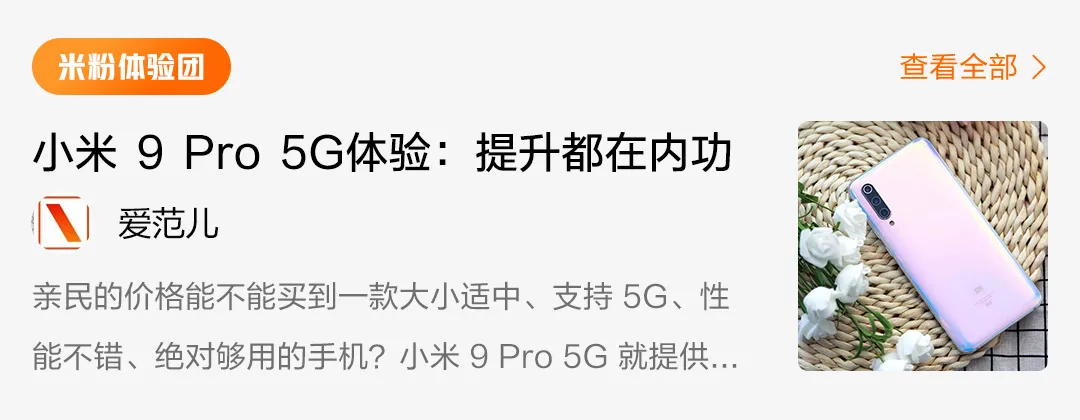 米粉体验团
查看全部
小米 9 Pro 5G体验：提升都在内功
爱范儿
亲民的价格能不能买到一款大小适中、支持 5G、性
能不错、绝对够用的手机？小米 9 Pro 5G 就提供...